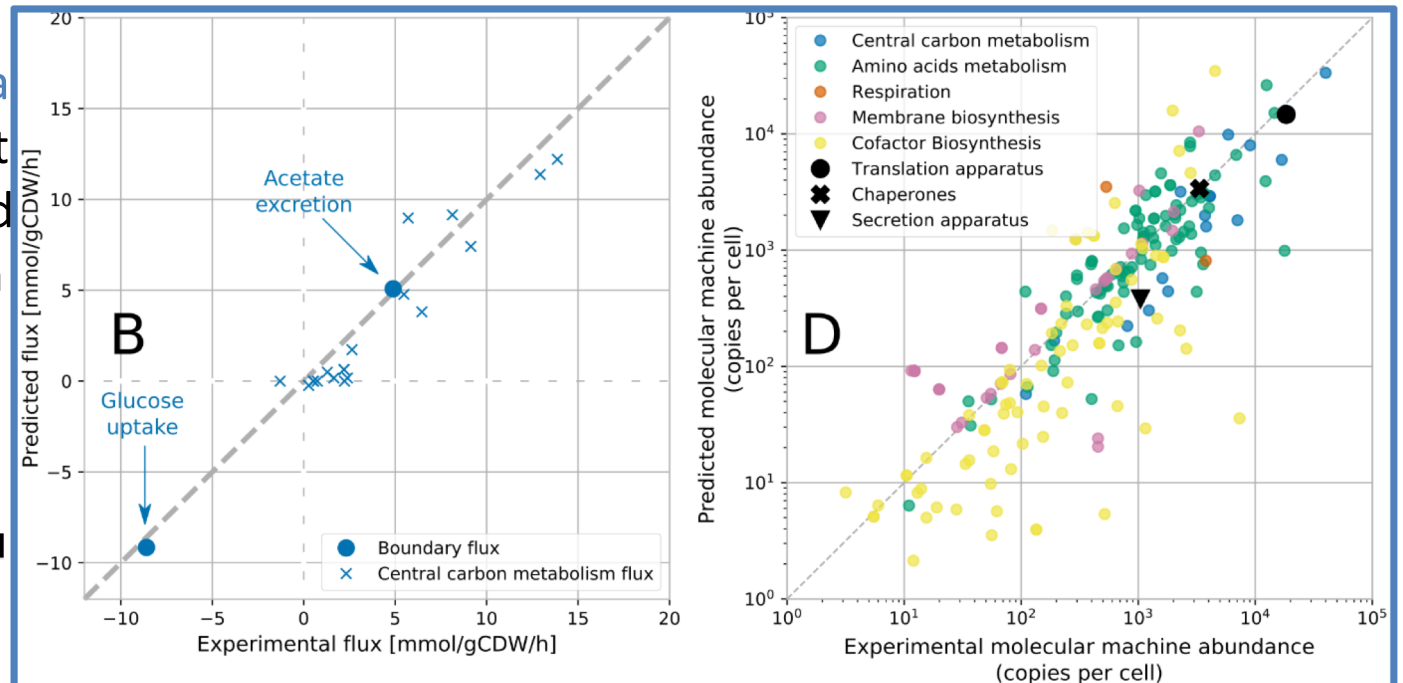 a
t
d
B
Predicted flux [mmol/gCDW/h]
20
15
10
5
0
−5
−10
Acetate
excretion
Glucose
uptake
Boundary flux
Central carbon metabolism flux
−10
−5
0
5
10
15
20
Experimental flux [mmol/gCDW/h]
D
Predicted molecular machine abundance
(copies per cell)
10⁵
10⁴
10³
10²
10¹
10⁰
Central carbon metabolism
Amino acids metabolism
Respiration
Membrane biosynthesis
Cofactor Biosynthesis
Translation apparatus
Chaperones
Secretion apparatus
10⁰
10¹
10²
10³
10⁴
10⁵
Experimental molecular machine abundance
(copies per cell)